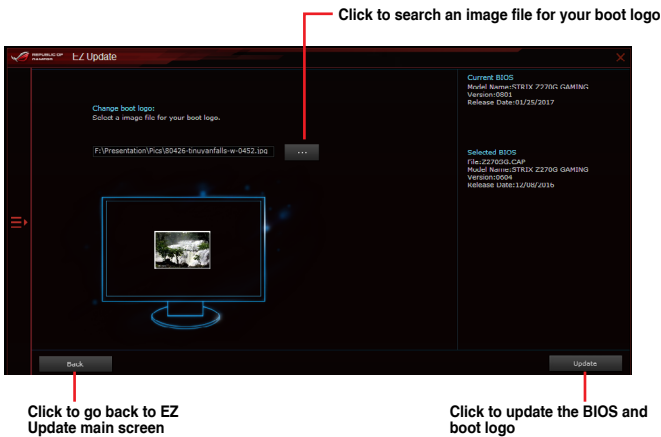 Click to search an image file for your boot logo
REPUBLIC OF
GAMERS
EZ Update
Current BIOS
Model Name:STRIX Z270G GAMING
Version:0801
Release Date:01/25/2017
Change boot logo:
Select a image file for your boot logo.
F:\Presentation\Pics\80426-tinuyanfalls-w-0452.jpg
...
Selected BIOS
File:Z270SG.CAP
Model Name:STRIX Z270G GAMING
Version:0604
Release Date:12/08/2016
Back
Update
Click to go back to EZ
Update main screen
Click to update the BIOS and
boot logo